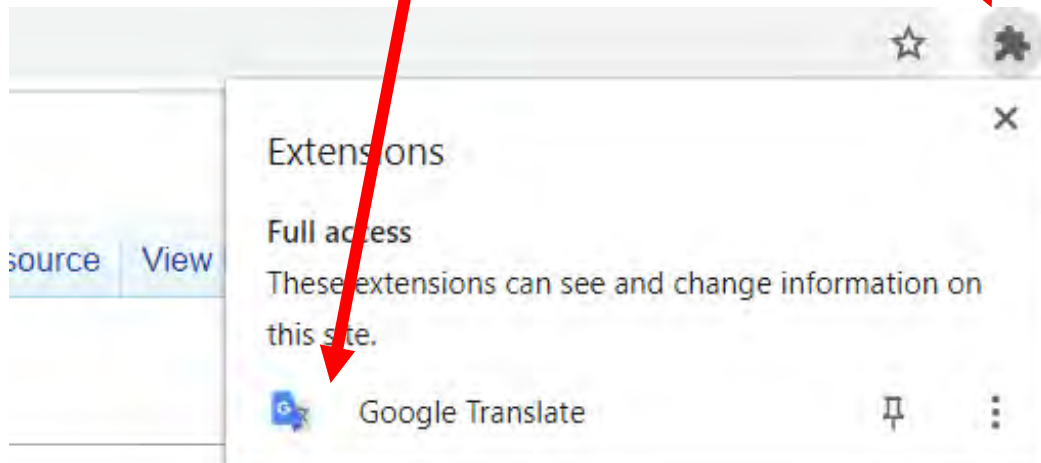 Extensions
Full access
source View
These extensions can see and change information on
this site.
Google Translate